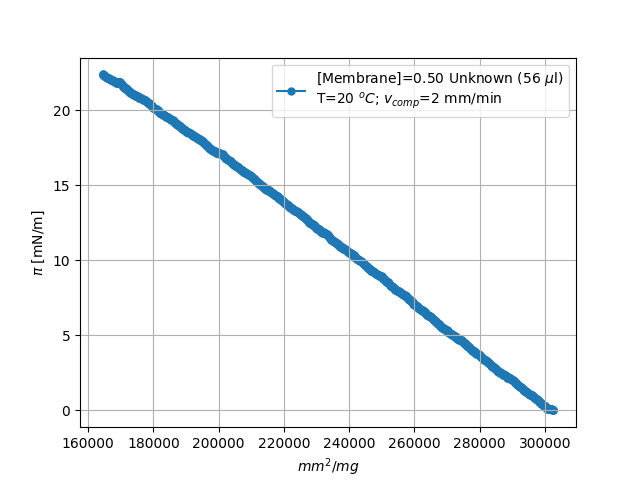 [Membrane]=0.50 Unknown (56 μl)
T=20 °C; v_comp=2 mm/min
π [mN/m]
20
15
10
5
0
160000 180000 200000 220000 240000 260000 280000 300000
mm²/mg